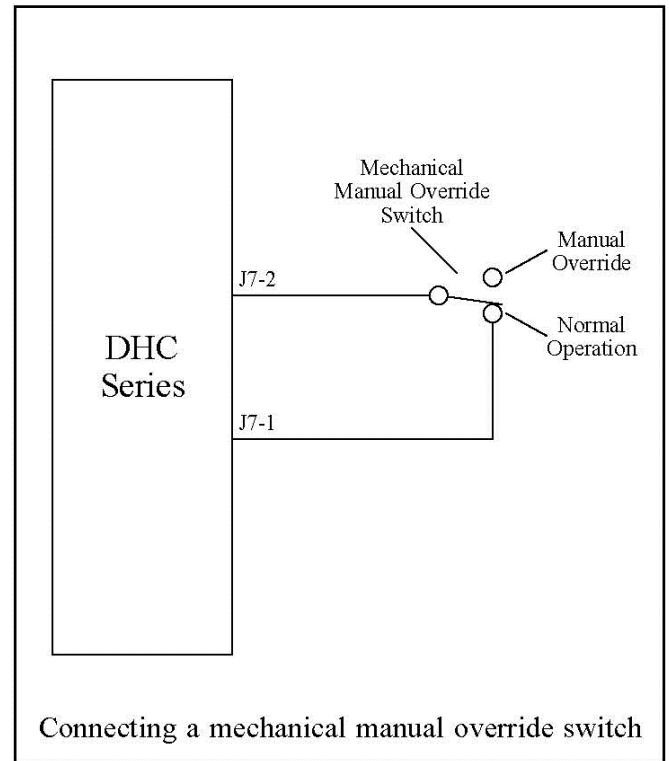 Mechanical
Manual Override
Switch
Manual
Override
J7-2
Normal
Operation
DHC
Series
J7-1
Connecting a mechanical manual override switch